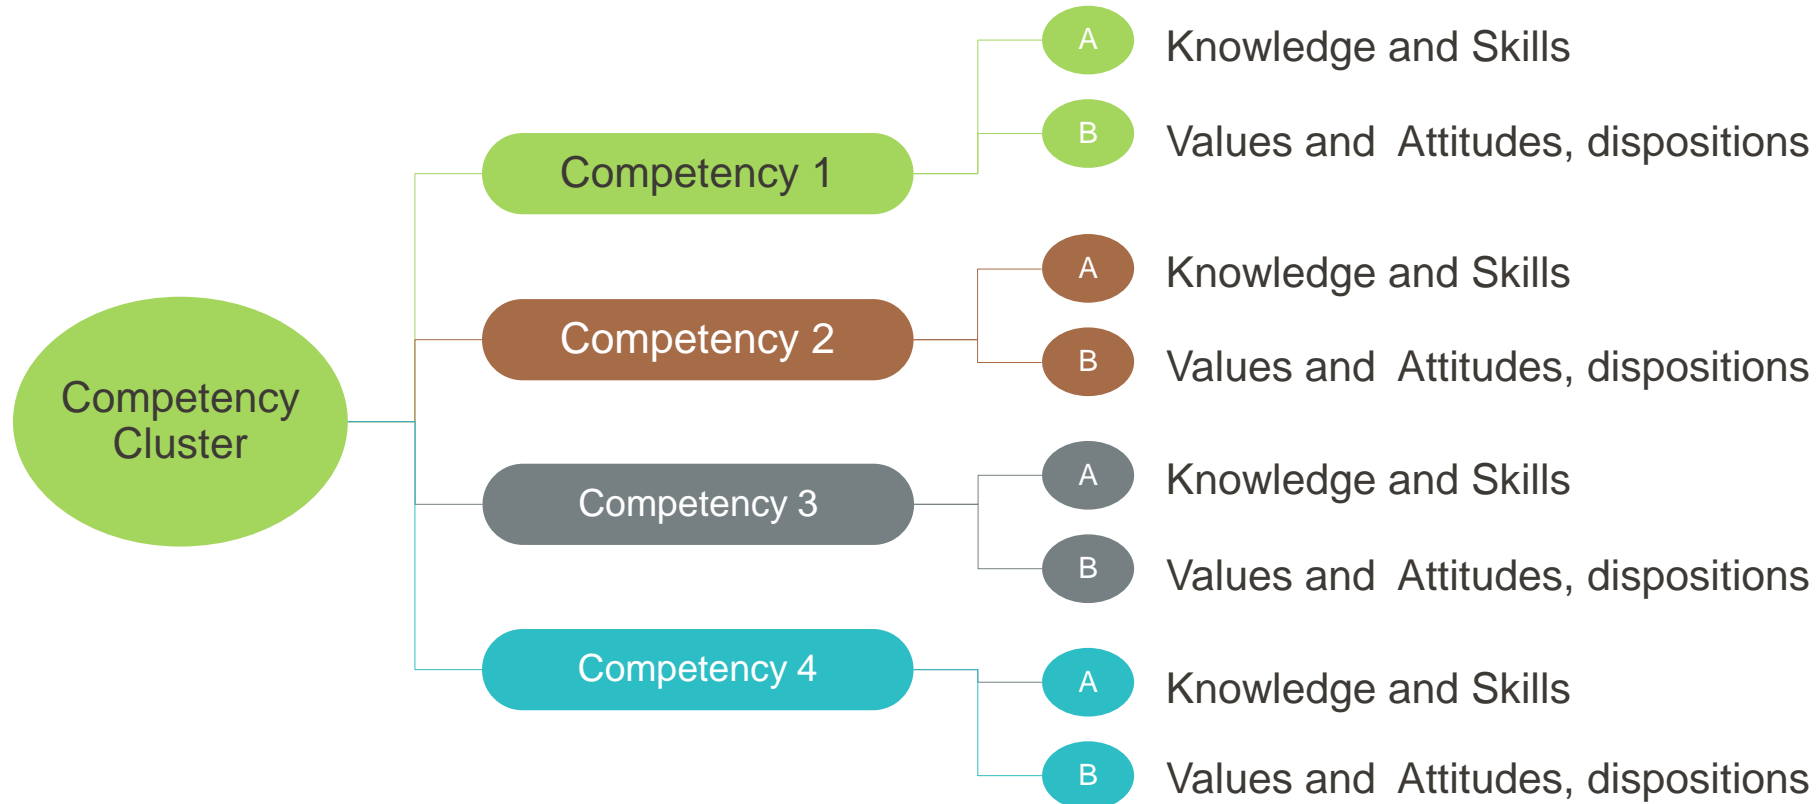 Competency
Cluster
Competency 1
A
Knowledge and Skills
B
Values and  Attitudes, dispositions
Competency 2
A
Knowledge and Skills
B
Values and  Attitudes, dispositions
Competency 3
A
Knowledge and Skills
B
Values and  Attitudes, dispositions
Competency 4
A
Knowledge and Skills
B
Values and  Attitudes, dispositions